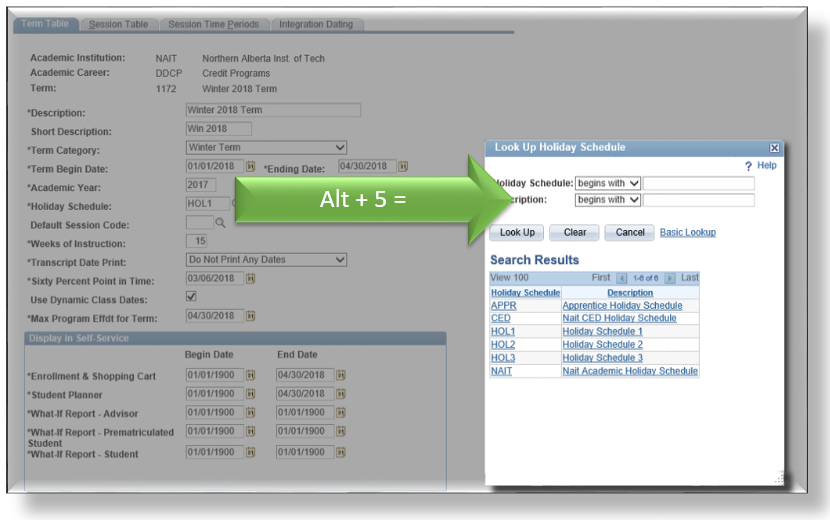 Term Table Session Table Session Time Periods Integration Dating
Academic Institution: NAIT Northern Alberta Inst. of Tech
Academic Career: DDCP Credit Programs
Term: 1172 Winter 2018 Term
*Description: Winter 2018 Term
Short Description: Win 2018
*Term Category: Winter Term
*Term Begin Date: 01/01/2018 *Ending Date: 04/30/2018
*Academic Year: 2017
*Holiday Schedule: HOL1
Default Session Code:
*Weeks of Instruction: 15
*Transcript Date Print: Do Not Print Any Dates
*Sixty Percent Point in Time: 03/06/2018
Use Dynamic Class Dates:
*Max Program Effdt for Term: 04/30/2018
Display in Self-Service
Begin Date End Date
*Enrollment & Shopping Cart 01/01/1900 04/30/2018
*Student Planner 01/01/1900 04/30/2018
*What-If Report - Advisor 01/01/1900 01/01/1900
*What-If Report - Prematriculated Student 01/01/1900 01/01/1900
*What-If Report - Student 01/01/1900 01/01/1900
Alt + 5 =
Look Up Holiday Schedule
? Help
Holiday Schedule: begins with
begins with
Look Up Clear Cancel Basic Lookup
Search Results
View 100 First 1-6 of 6 Last
Holiday Schedule Description
APPR Apprentice Holiday Schedule
CED Nait CED Holiday Schedule
HOL1 Holiday Schedule 1
HOL2 Holiday Schedule 2
HOL3 Holiday Schedule 3
NAIT Nait Academic Holiday Schedule